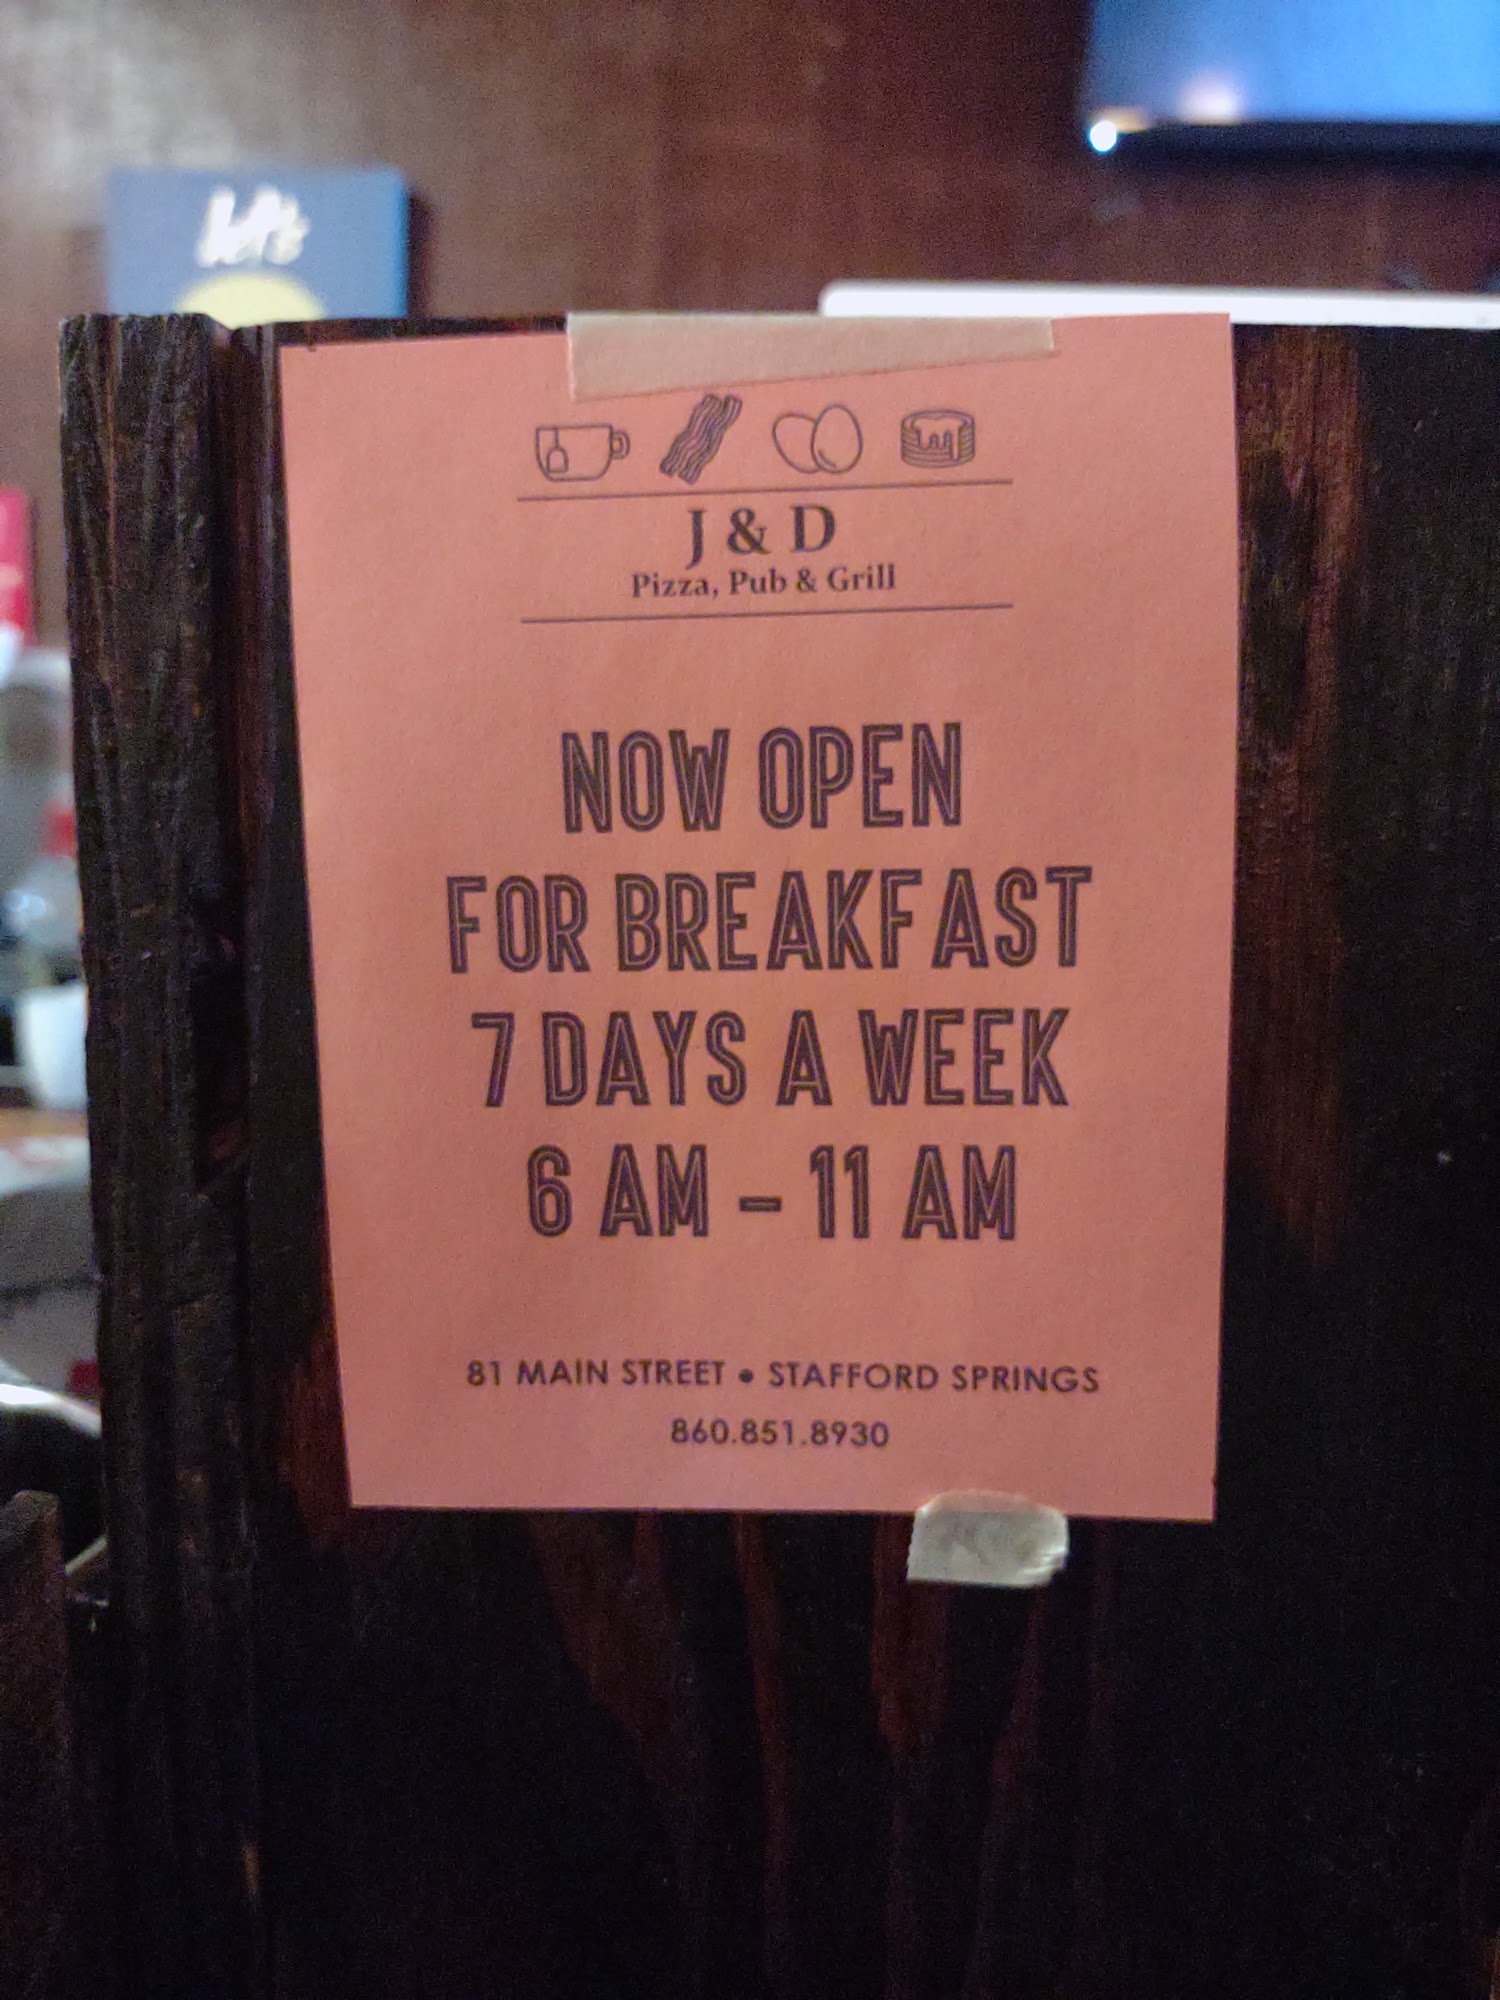 Let's
J & D
Pizza, Pub & Grill
NOW OPEN
FOR BREAKFAST
7 DAYS A WEEK
6 AM – 11 AM
81 MAIN STREET • STAFFORD SPRINGS
860.851.8930